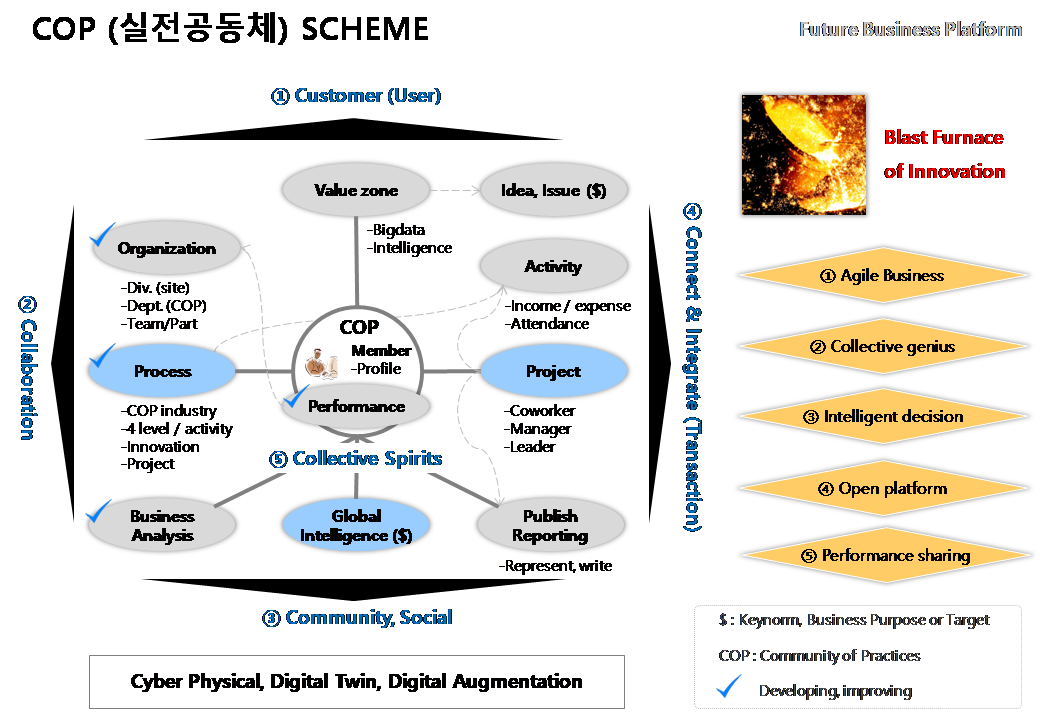 COP (실전공동체) SCHEME
Future Business Platform
① Customer (User)
Blast Furnace
of Innovation
Value zone
Idea, Issue ($)
-Bigdata
-Intelligence
Organization
-Div. (site)
-Dept. (COP)
-Team/Part
Activity
-Income / expense
-Attendance
② Collaboration
④ Connect & Integrate (Transaction)
COP
Member
-Profile
Performance
Process
-COP industry
-4 level / activity
-Innovation
-Project
Project
-Coworker
-Manager
-Leader
⑤ Collective Spirits
Business
Analysis
Global
Intelligence ($)
Publish
Reporting
-Represent, write
③ Community, Social
Cyber Physical, Digital Twin, Digital Augmentation
① Agile Business
② Collective genius
③ Intelligent decision
④ Open platform
⑤ Performance sharing
$ : Keynorm, Business Purpose or Target
COP : Community of Practices
Developing, improving